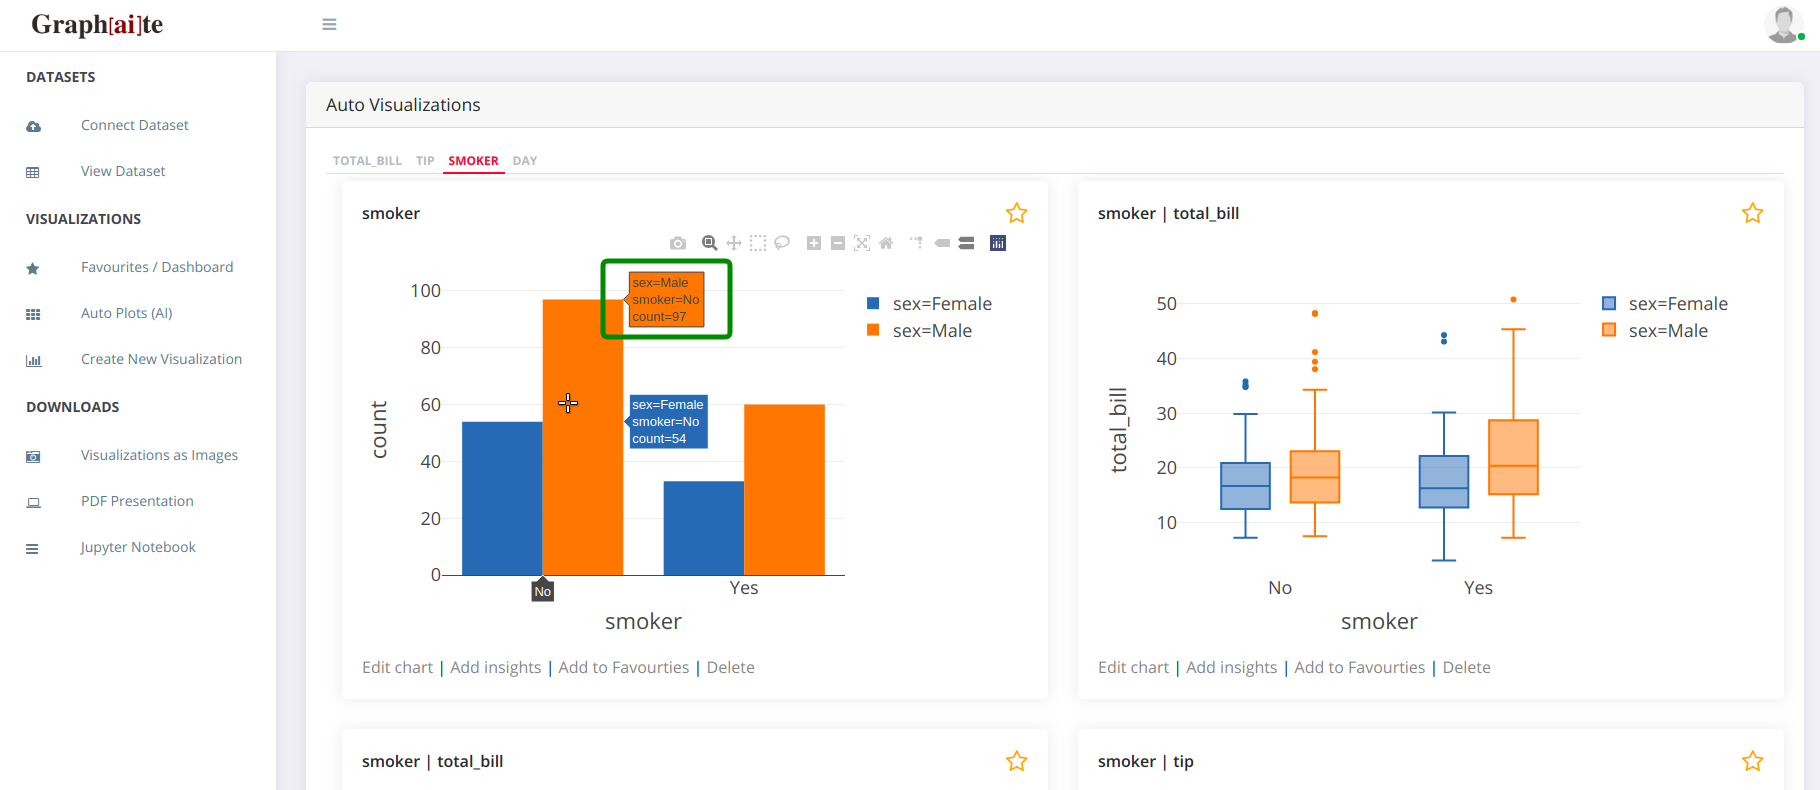 Graph[ai]te
DATASETS
Connect Dataset
View Dataset
VISUALIZATIONS
Favourites / Dashboard
Auto Plots (AI)
Create New Visualization
DOWNLOADS
Visualizations as Images
PDF Presentation
Jupyter Notebook
Auto Visualizations
TOTAL_BILL TIP SMOKER DAY
smoker
100
80
60
40
20
0
count
sex=Male
smoker=No
count=97
sex=Female
smoker=No
count=54
sex=Female
sex=Male
No
Yes
smoker
Edit chart | Add insights | Add to Favourties | Delete
smoker | total_bill
50
40
30
20
10
total_bill
sex=Female
sex=Male
No
Yes
smoker
Edit chart | Add insights | Add to Favourties | Delete
smoker | total_bill
smoker | tip